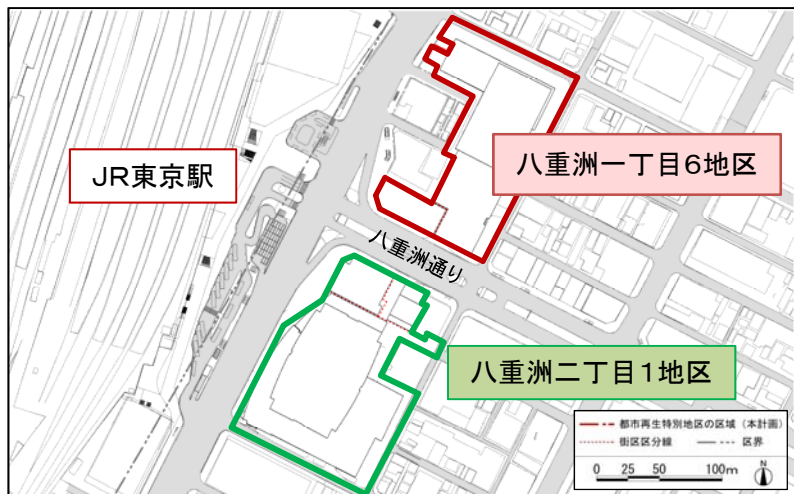 JR東京駅
八重洲一丁目6地区
八重洲通り
八重洲二丁目1地区
都市再生特別地区の区域(本計画)
街区区分線
区界
0 25 50 100m
N